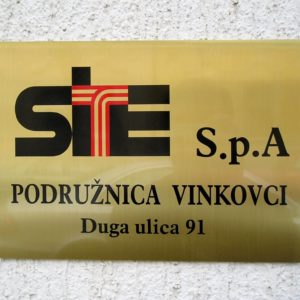 SITE S.p.A
PODRUŽNICA VINKOVCI
Duga ulica 91